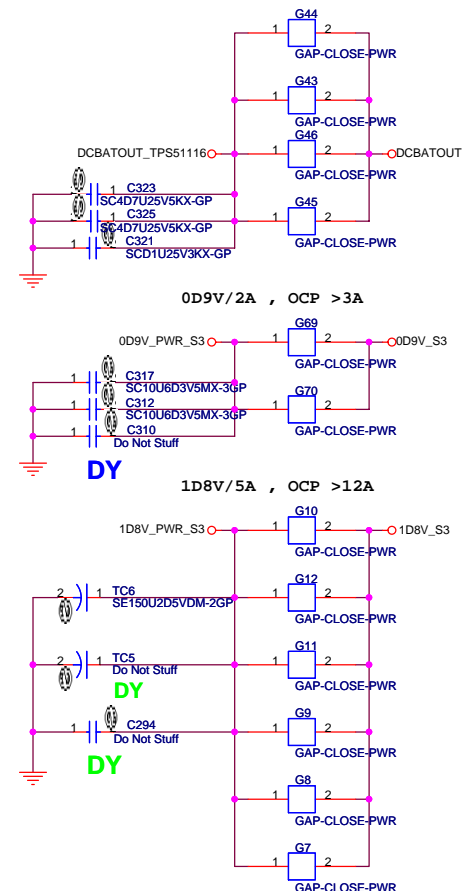 G44
1 2
GAP-CLOSE-PWR
G43
1 2
GAP-CLOSE-PWR
G46
DCBATOUT_TPS51116 1 2 DCBATOUT
GAP-CLOSE-PWR
1 C323
SC4D7U25V5KX-GP
1 C325
SC4D7U25V5KX-GP
G45
1 2
GAP-CLOSE-PWR
1 C321
SCD1U25V3KX-GP
0D9V/2A , OCP >3A
G69
0D9V_PWR_S3 1 2 0D9V_S3
GAP-CLOSE-PWR
1 C317
SC10U6D3V5MX-3GP
G70
1 2
GAP-CLOSE-PWR
1 C312
SC10U6D3V5MX-3GP
1 C310
Do Not Stuff
DY
1D8V/5A , OCP >12A
G10
1D8V_PWR_S3 1 2 1D8V_S3
GAP-CLOSE-PWR
G12
1 2
GAP-CLOSE-PWR
2 1 TC6
SE150U2D5VDM-2GP
G11
1 2
GAP-CLOSE-PWR
2 1 TC5
Do Not Stuff
DY
G9
1 2
GAP-CLOSE-PWR
1 C294
Do Not Stuff
DY
G8
1 2
GAP-CLOSE-PWR
G7
1 2
GAP-CLOSE-PWR